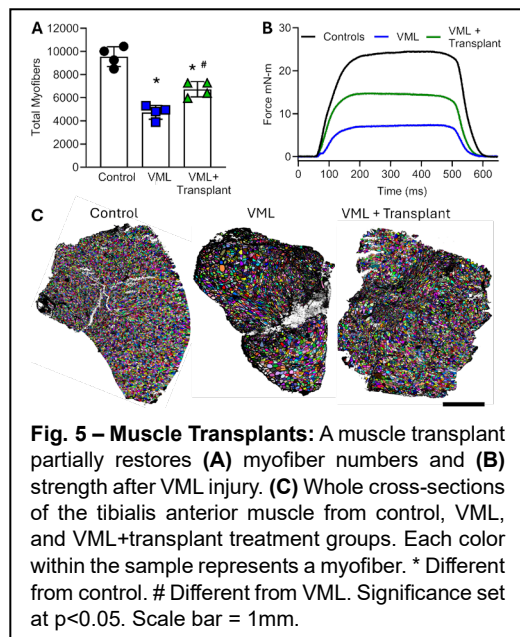 A
Total Myofibers
12000
10000
8000
6000
4000
2000
0
*
* #
Control
VML
VML+
Transplant
B
Controls
VML
VML +
Transplant
Force mN-m
20
10
0
0 100 200 300 400 500 600
Time (ms)
C
Control
VML
VML + Transplant
Fig. 5 – Muscle Transplants: A muscle transplant
partially restores (A) myofiber numbers and (B)
strength after VML injury. (C) Whole cross-sections
of the tibialis anterior muscle from control, VML,
and VML+transplant treatment groups. Each color
within the sample represents a myofiber. * Different
from control. # Different from VML. Significance set
at p<0.05. Scale bar = 1mm.